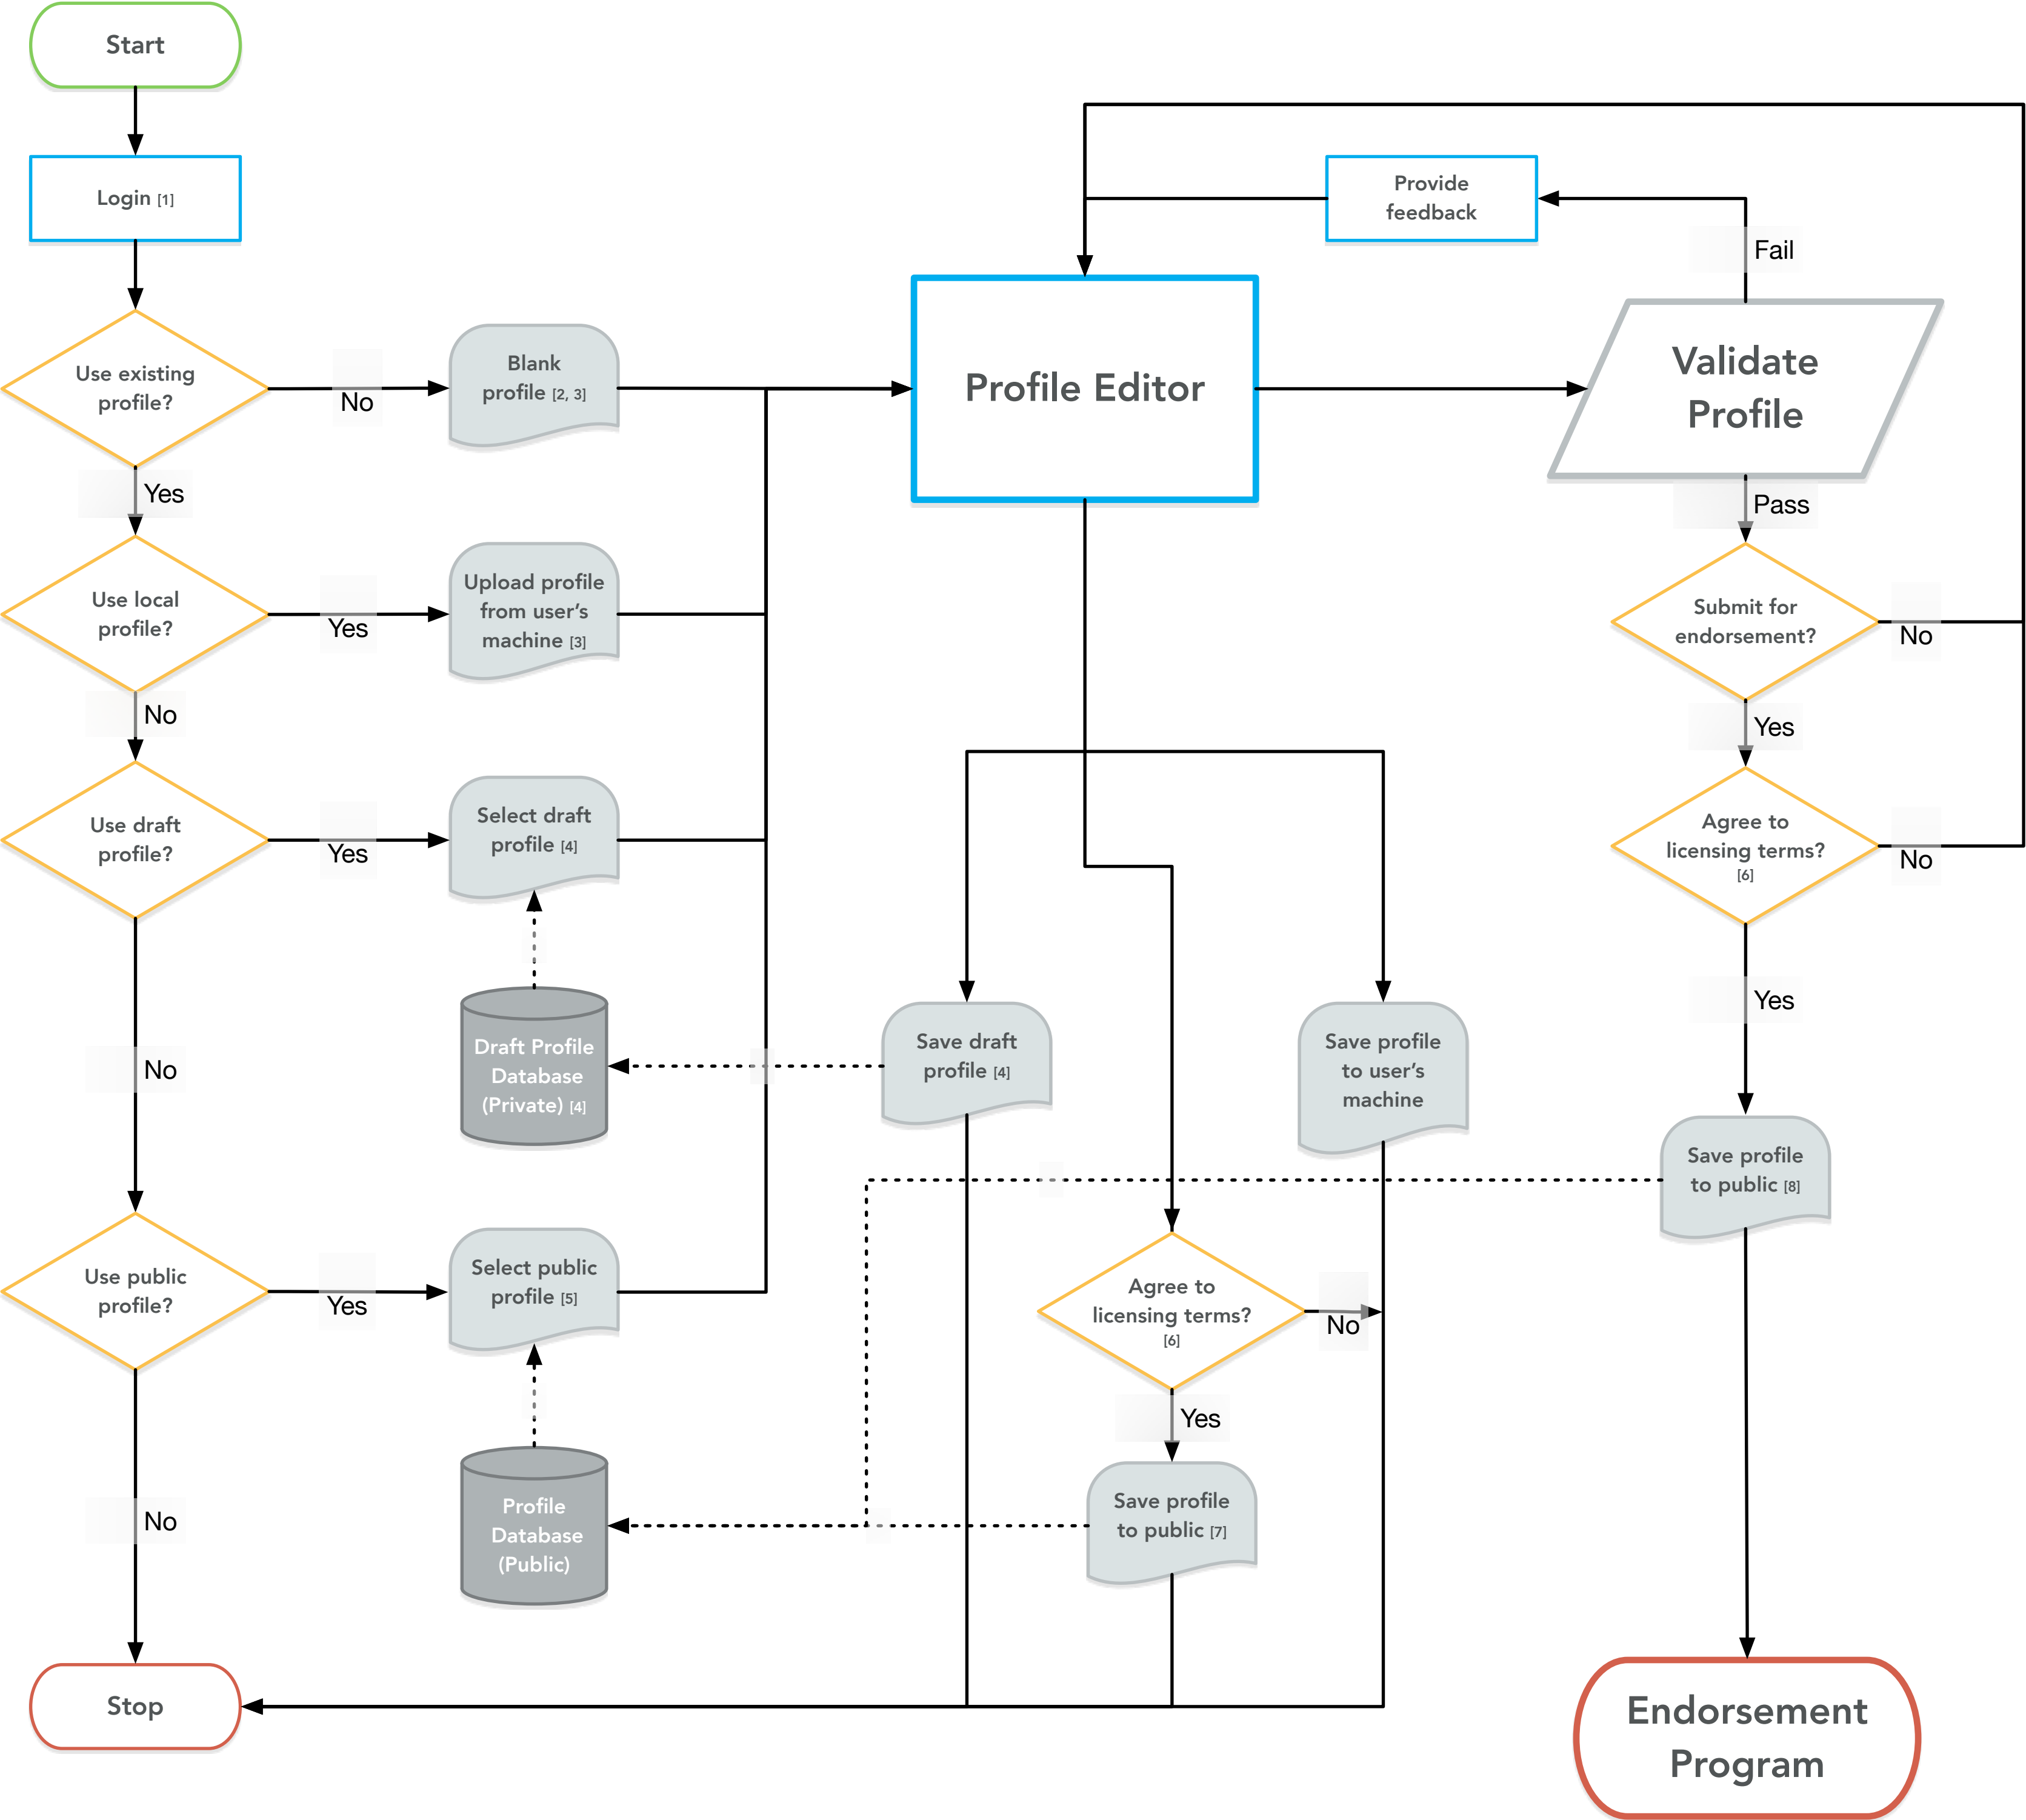 Start
Login [1]
Use existing
profile?
No
Yes
Blank
profile [2, 3]
Profile Editor
Provide
feedback
Fail
Validate
Profile
Pass
Use local
profile?
Yes
No
Upload profile
from user's
machine [3]
Submit for
endorsement?
No
Yes
Use draft
profile?
Yes
No
Select draft
profile [4]
Agree to
licensing terms?
[6]
No
Yes
Draft Profile
Database
(Private) [4]
Save draft
profile [4]
Save profile
to user's
machine
Save profile
to public [8]
Use public
profile?
Yes
No
Select public
profile [5]
Agree to
licensing terms?
[6]
No
Yes
Profile
Database
(Public)
Save profile
to public [7]
Stop
Endorsement
Program